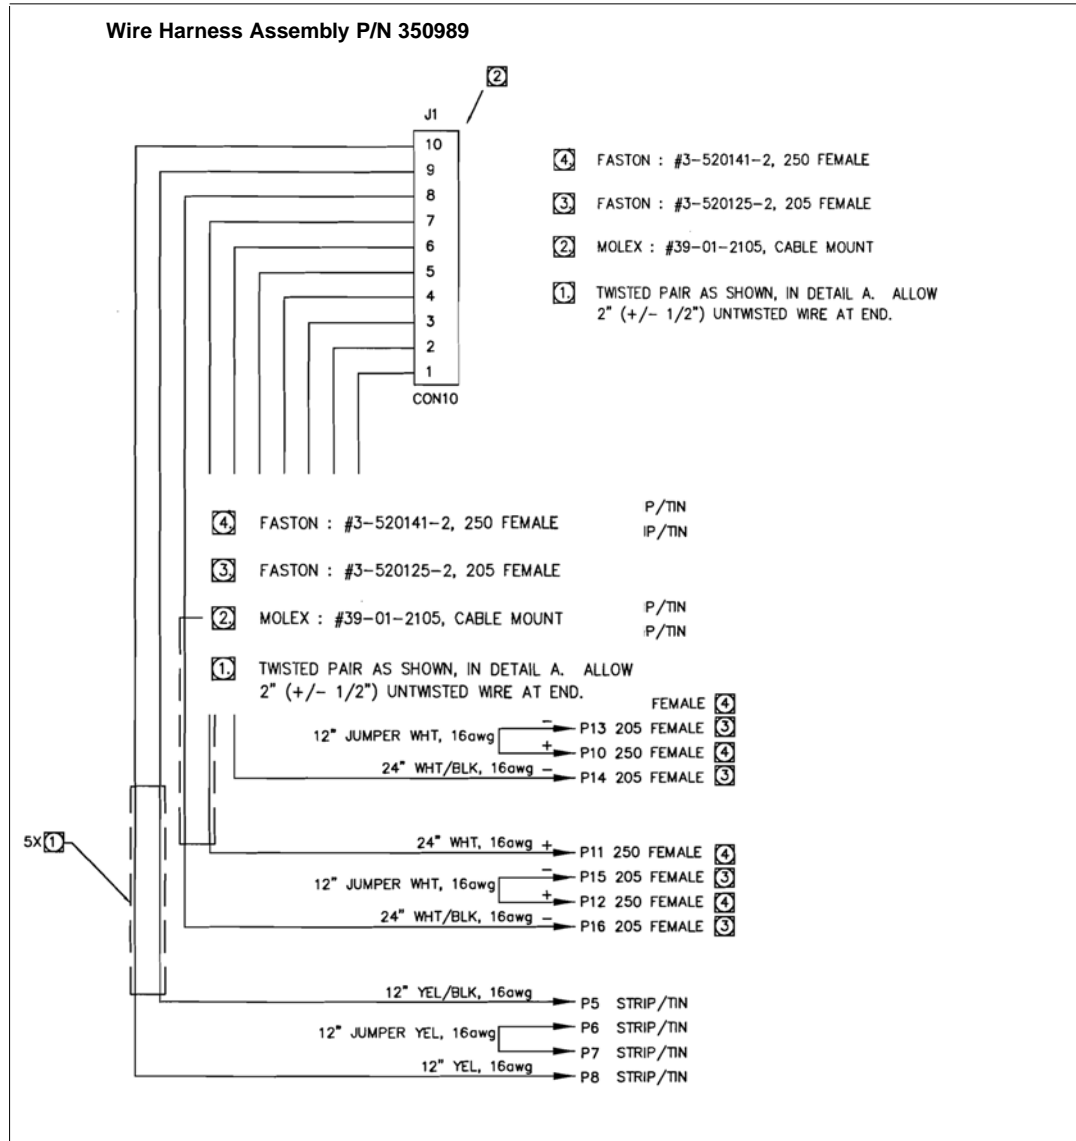 Wire Harness Assembly P/N 350989
2
J1
10
9
8
7
6
5
4
3
2
1
CON10
4. FASTON : #3-520141-2, 250 FEMALE
3. FASTON : #3-520125-2, 205 FEMALE
2. MOLEX : #39-01-2105, CABLE MOUNT
1. TWISTED PAIR AS SHOWN, IN DETAIL A. ALLOW
2" (+/- 1/2") UNTWISTED WIRE AT END.
4. FASTON : #3-520141-2, 250 FEMALE
3. FASTON : #3-520125-2, 205 FEMALE
2. MOLEX : #39-01-2105, CABLE MOUNT
1. TWISTED PAIR AS SHOWN, IN DETAIL A. ALLOW
2" (+/- 1/2") UNTWISTED WIRE AT END.
P/TIN
P/TIN
P/TIN
P/TIN
FEMALE 4
12" JUMPER WHT, 16awg - P13 205 FEMALE 3
+ P10 250 FEMALE 4
24" WHT/BLK, 16awg - P14 205 FEMALE 3
5X 1
24" WHT, 16awg + P11 250 FEMALE 4
12" JUMPER WHT, 16awg - P15 205 FEMALE 3
+ P12 250 FEMALE 4
24" WHT/BLK, 16awg - P16 205 FEMALE 3
12" YEL/BLK, 16awg P5 STRIP/TIN
12" JUMPER YEL, 16awg P6 STRIP/TIN
P7 STRIP/TIN
12" YEL, 16awg P8 STRIP/TIN